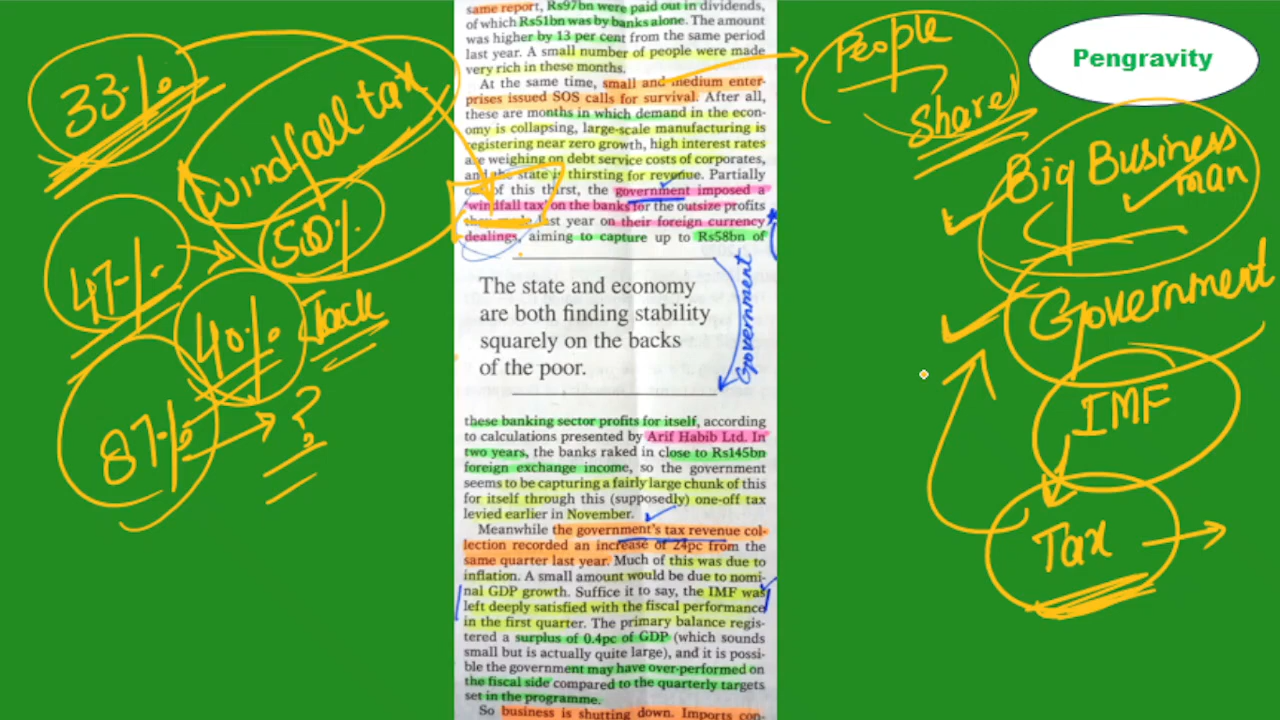 33%
windfall tax
47%
500%
40%
87%
?
same report, Rs97bn were paid out in dividends,
of which Rs51bn was by banks alone. The amount
was higher by 13 per cent from the same period
last year. A small number of people were made
very rich in these months.
At the same time, small and medium enter-
prises issued SOS calls for survival. After all,
these are months in which demand in the econ-
omy is collapsing, large-scale manufacturing is
registering near zero growth, high interest rates
are weighing on debt service costs of corporates,
and the state is thirsting for revenue. Partially
out of this thirst, the government imposed a
'windfall tax' on the banks for the outsize profits
they made last year on their foreign currency
dealings, aiming to capture up to Rs58bn of
The state and economy
are both finding stability
squarely on the backs
of the poor.
Government
these banking sector profits for itself, according
to calculations presented by Arif Habib Ltd. In
two years, the banks raked in close to Rs145bn
foreign exchange income, so the government
seems to be capturing a fairly large chunk of this
for itself through this (supposedly) one-off tax
levied earlier in November.
Meanwhile the government's tax revenue col-
lection recorded an increase of 24pc from the
same quarter last year. Much of this was due to
inflation. A small amount would be due to nomi-
nal GDP growth. Suffice it to say, the IMF was
left deeply satisfied with the fiscal performance
in the first quarter. The primary balance regis-
tered a surplus of 0.4pc of GDP (which sounds
small but is actually quite large), and it is possi-
ble the government may have over-performed on
the fiscal side compared to the quarterly targets
set in the programme.
So business is shutting down. Imports con-
People
Share
Pengravity
Big Business
man
Government
IMF
Tax